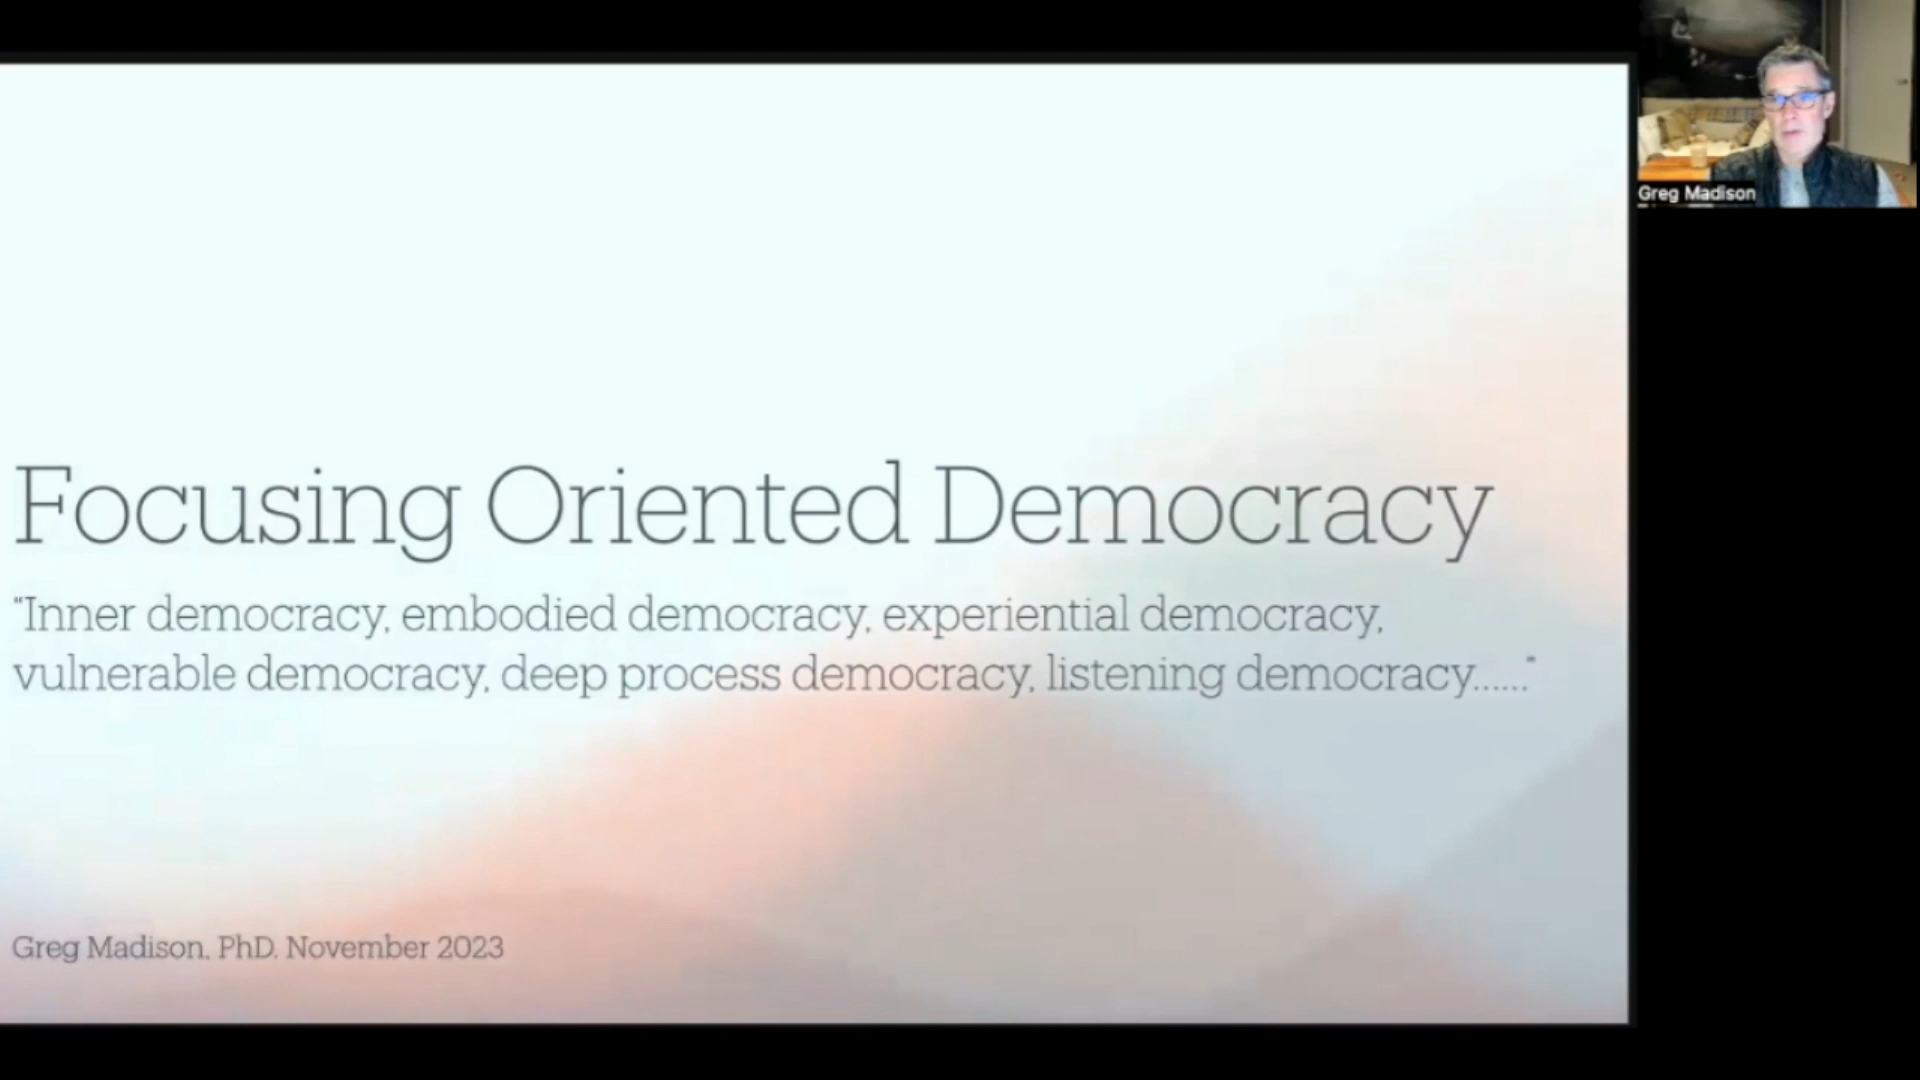 Focusing Oriented Democracy
“Inner democracy, embodied democracy, experiential democracy,
vulnerable democracy, deep process democracy, listening democracy......”
Greg Madison, PhD. November 2023
Greg Madison